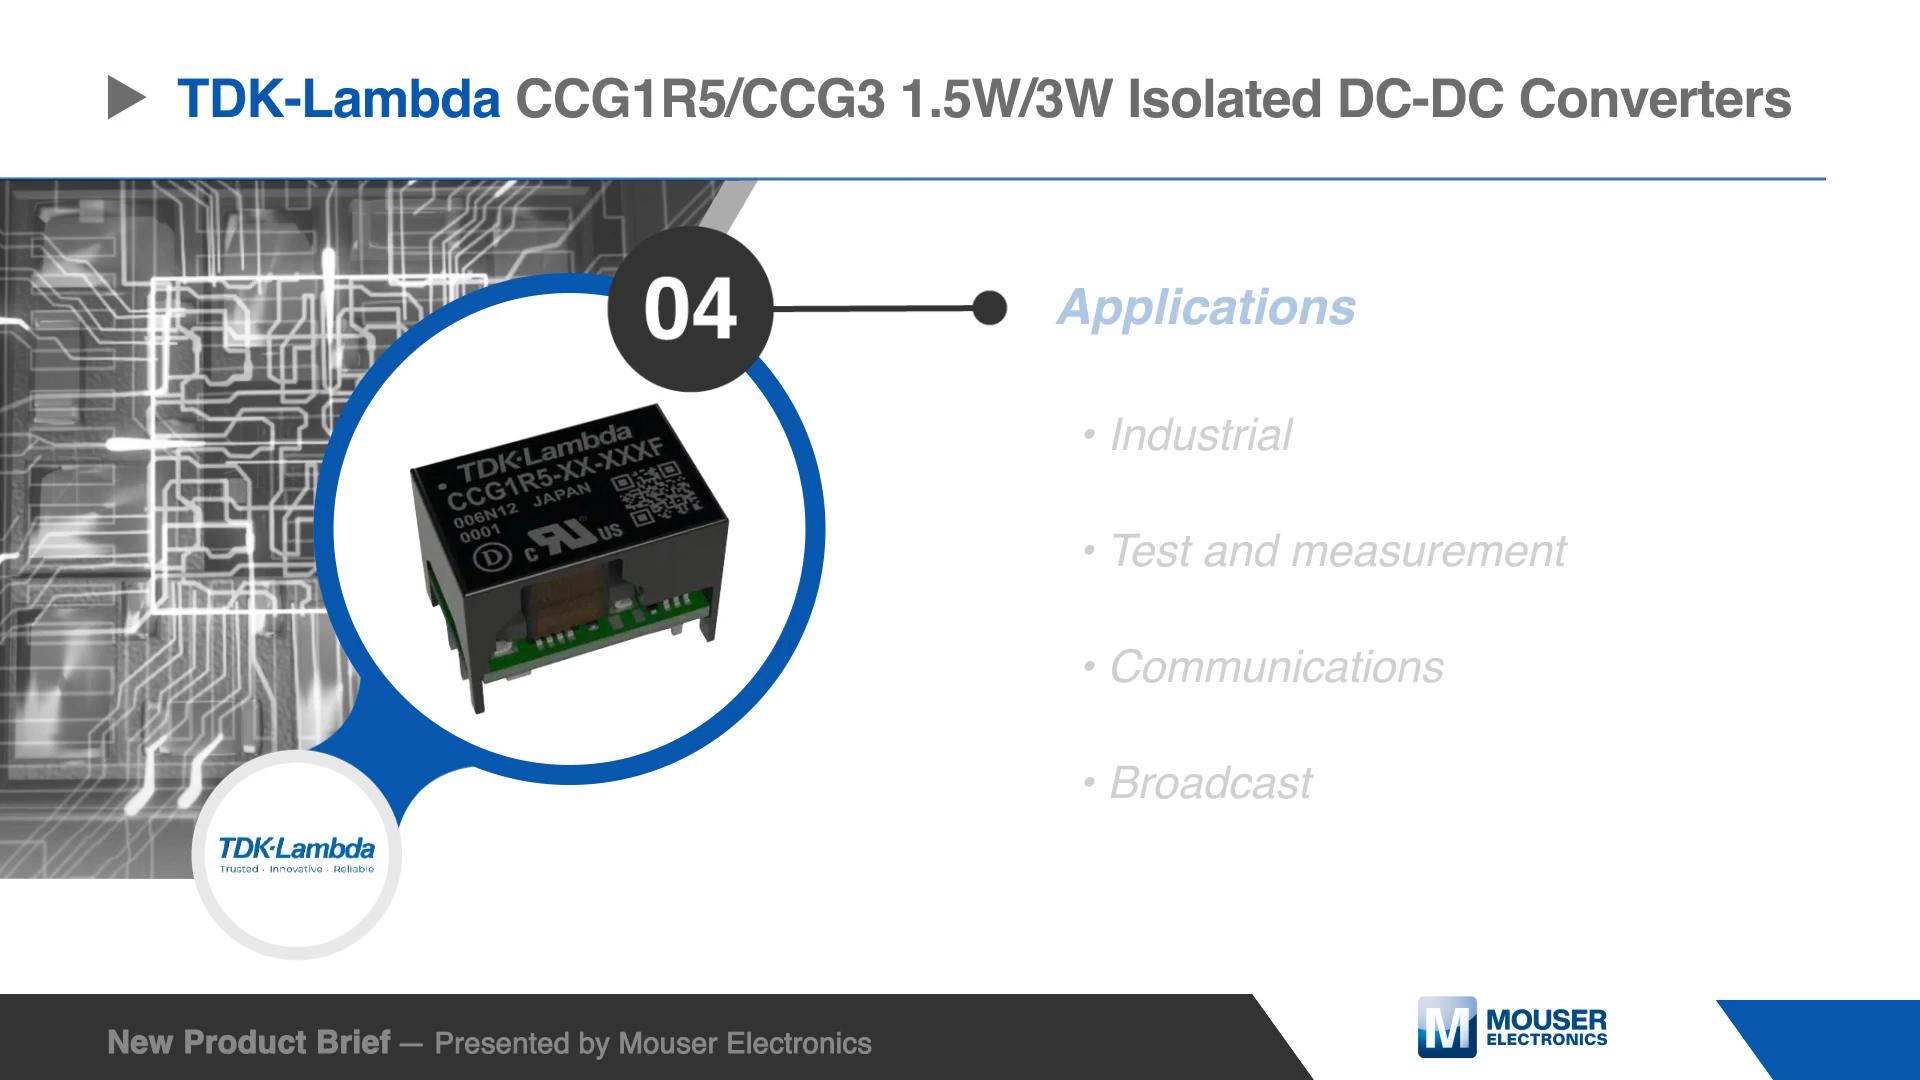 TDK-Lambda CCG1R5/CCG3 1.5W/3W Isolated DC-DC Converters
04
Applications
• Industrial
• Test and measurement
• Communications
• Broadcast
TDK·Lambda
CCG1R5-XX-XXXF
006N12 JAPAN
0001
D
C RU US
TDK·Lambda
Trusted · Innovative · Reliable
New Product Brief — Presented by Mouser Electronics
M MOUSER
ELECTRONICS